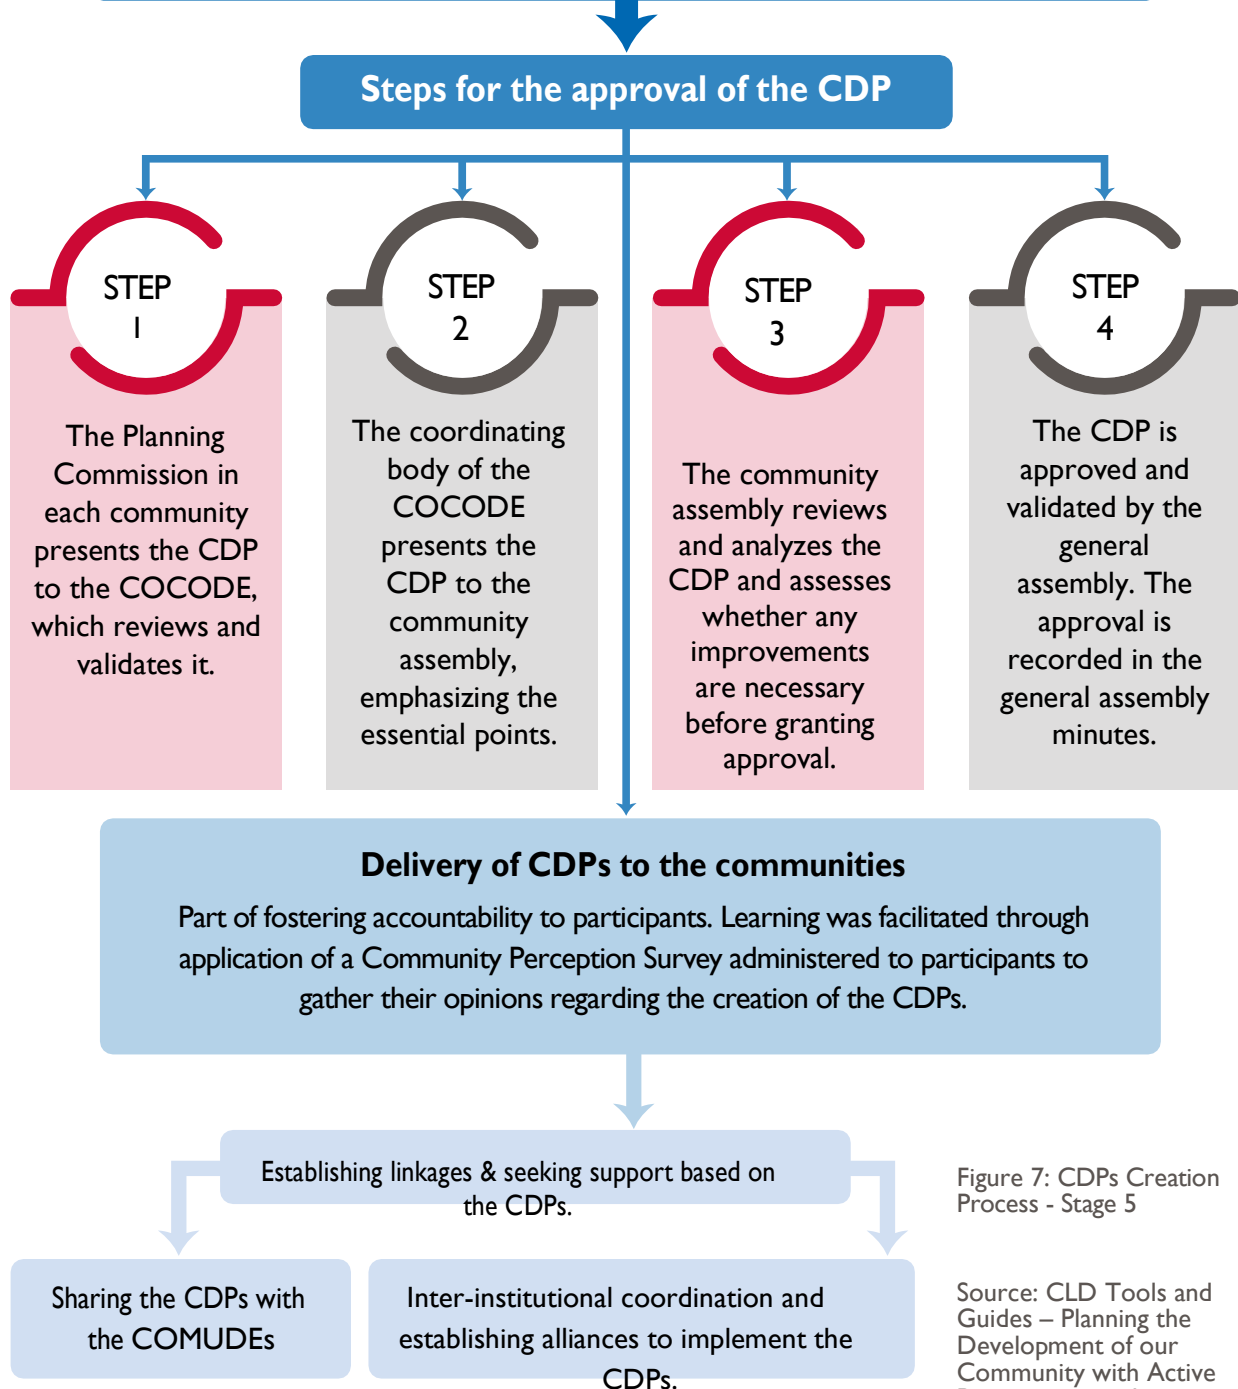 Steps for the approval of the CDP
STEP
1
The Planning
Commission in
each community
presents the CDP
to the COCODE,
which reviews and
validates it.
STEP
2
The coordinating
body of the
COCODE
presents the
CDP to the
community
assembly,
emphasizing the
essential points.
STEP
3
The community
assembly reviews
and analyzes the
CDP and assesses
whether any
improvements
are necessary
before granting
approval.
STEP
4
The CDP is
approved and
validated by the
general
assembly. The
approval is
recorded in the
general assembly
minutes.
Delivery of CDPs to the communities
Part of fostering accountability to participants. Learning was facilitated through
application of a Community Perception Survey administered to participants to
gather their opinions regarding the creation of the CDPs.
Establishing linkages & seeking support based on
the CDPs.
Sharing the CDPs with
the COMUDEs
Inter-institutional coordination and
establishing alliances to implement the
CDPs.
Figure 7: CDPs Creation
Process - Stage 5
Source: CLD Tools and
Guides – Planning the
Development of our
Community with Active